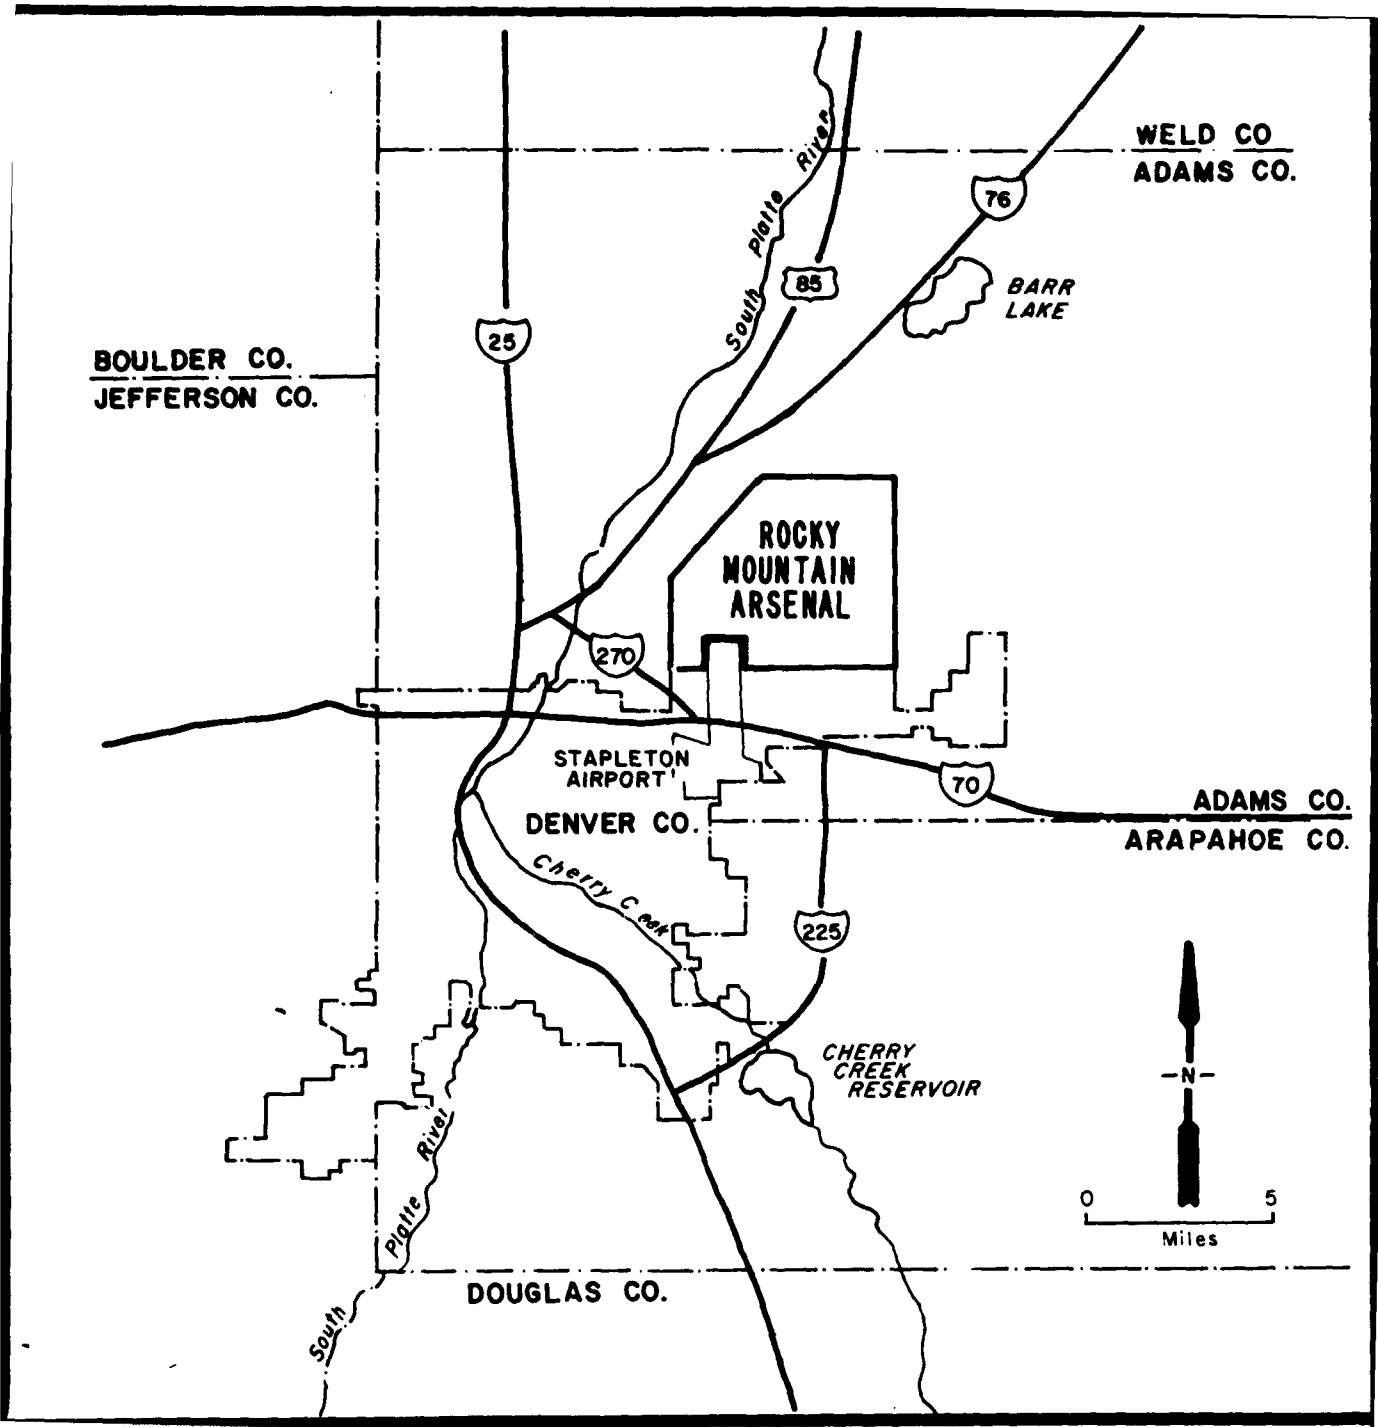 WELD CO
ADAMS CO.
76
South Platte River
85
BARR
LAKE
25
BOULDER CO.
JEFFERSON CO.
ROCKY
MOUNTAIN
ARSENAL
270
STAPLETON
AIRPORT
70
ADAMS CO.
ARAPAHOE CO.
DENVER CO.
Cherry C eek
225
CHERRY
CREEK
RESERVOIR
N
South Platte River
0 5
Miles
DOUGLAS CO.